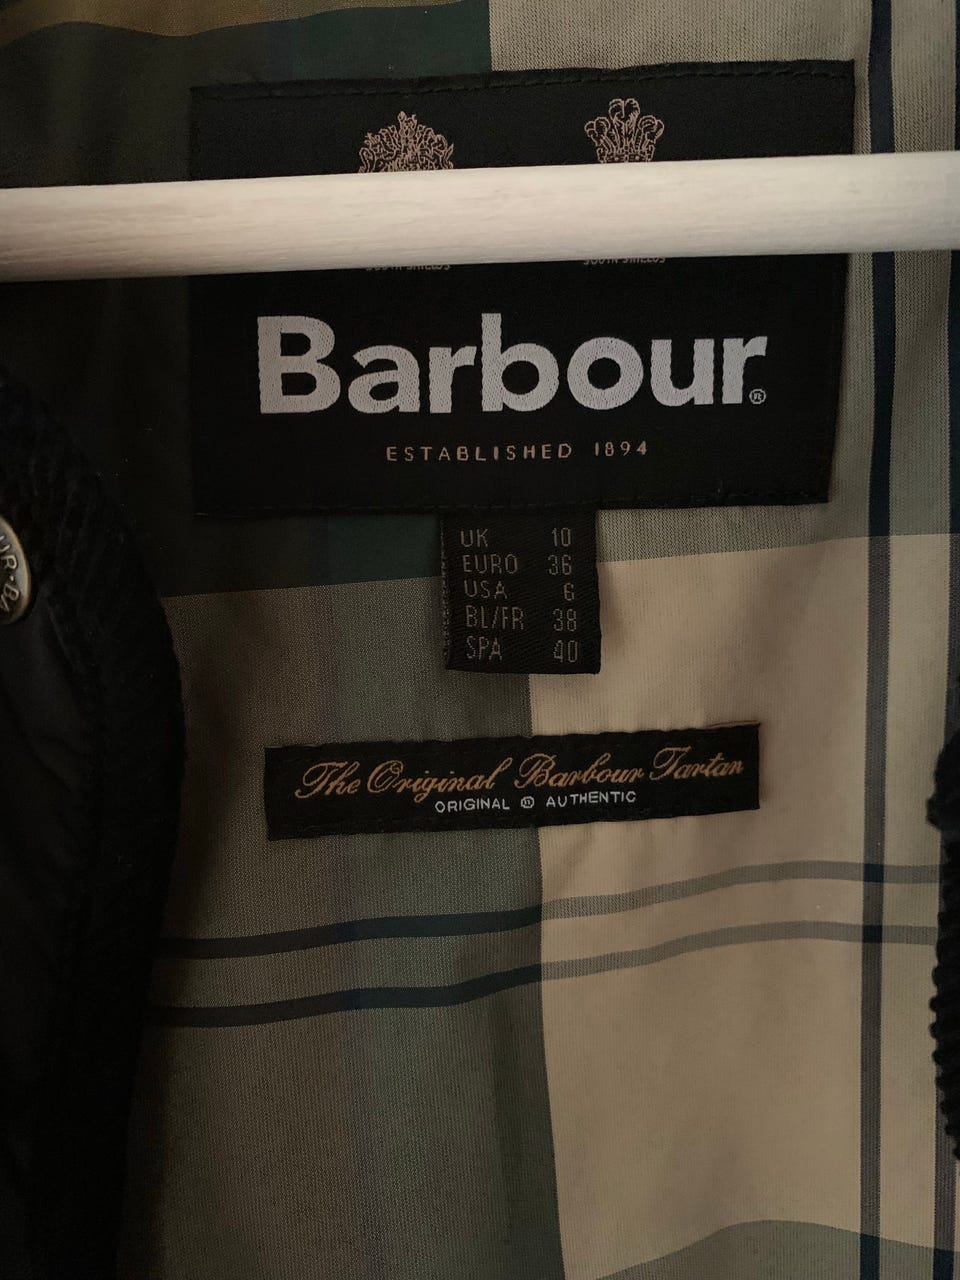 Barbour®
ESTABLISHED 1894
UK 10
EURO 36
USA 6
BL/FR 38
SPA 40
The Original Barbour Tartan
ORIGINAL ® AUTHENTIC